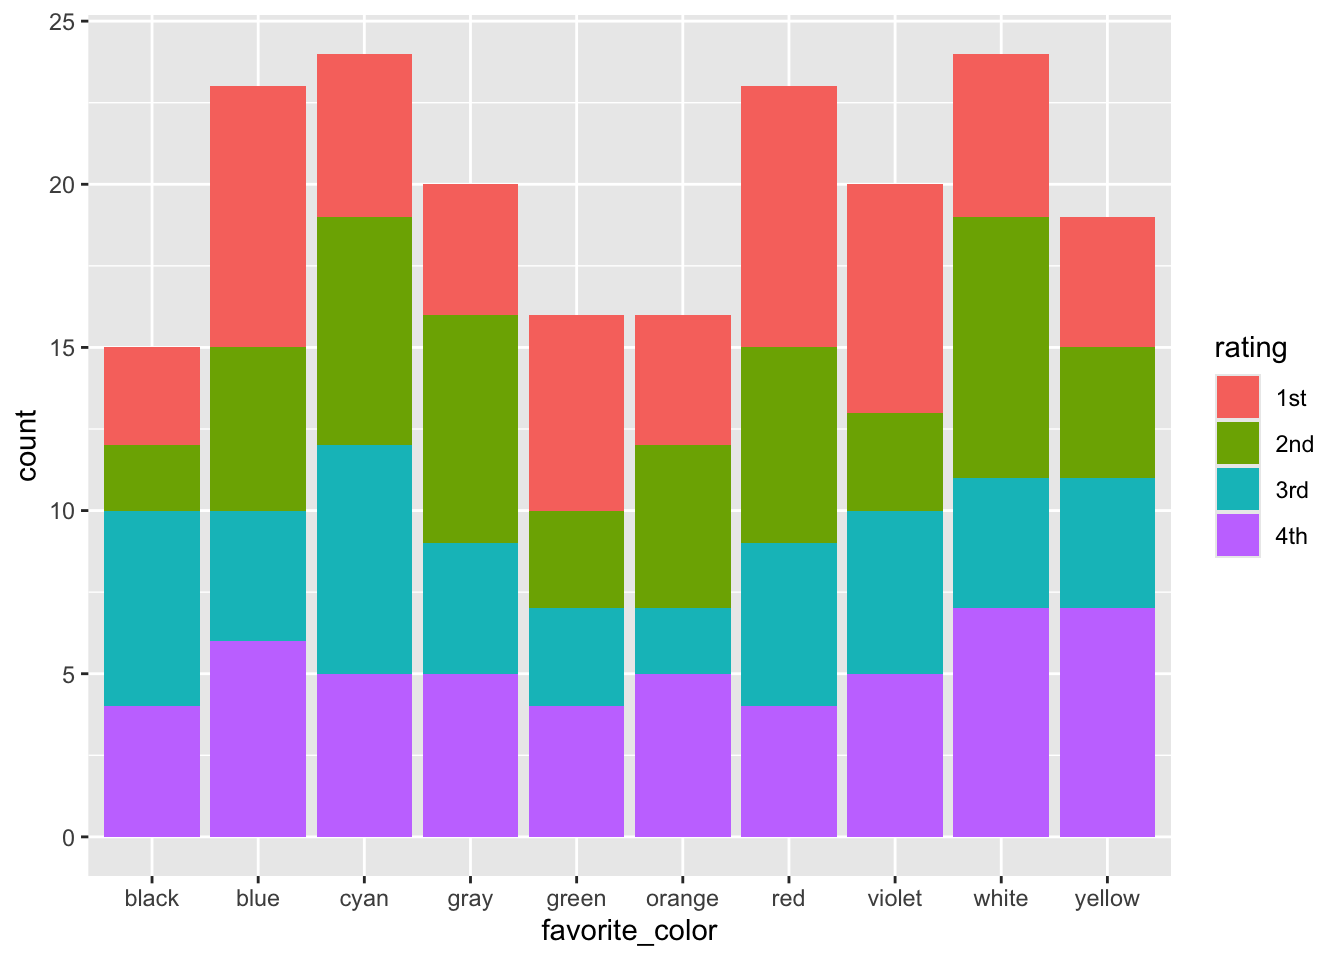 25
20
15
10
5
0
count
black blue cyan gray green orange red violet white yellow
favorite_color
rating
1st
2nd
3rd
4th